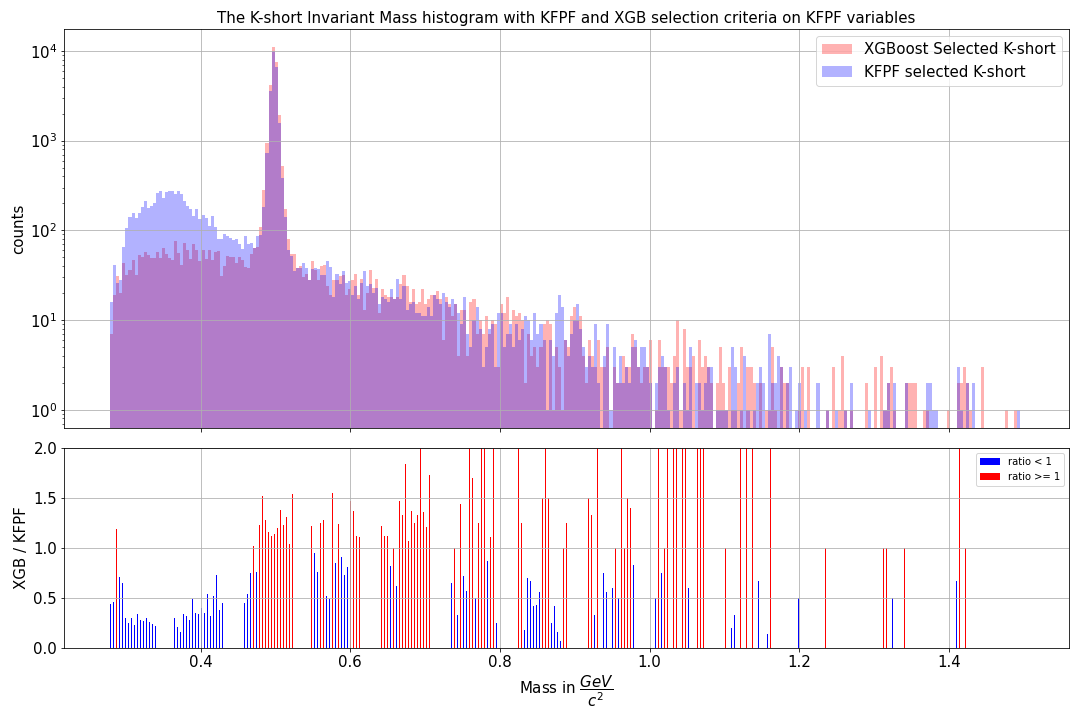 The K-short Invariant Mass histogram with KFPF and XGB selection criteria on KFPF variables
XGBoost Selected K-short
KFPF selected K-short
counts
10⁴
10³
10²
10¹
10⁰
ratio < 1
ratio >= 1
XGB / KFPF
2.0
1.5
1.0
0.5
0.0
0.4 0.6 0.8 1.0 1.2 1.4
Mass in GeV/c²